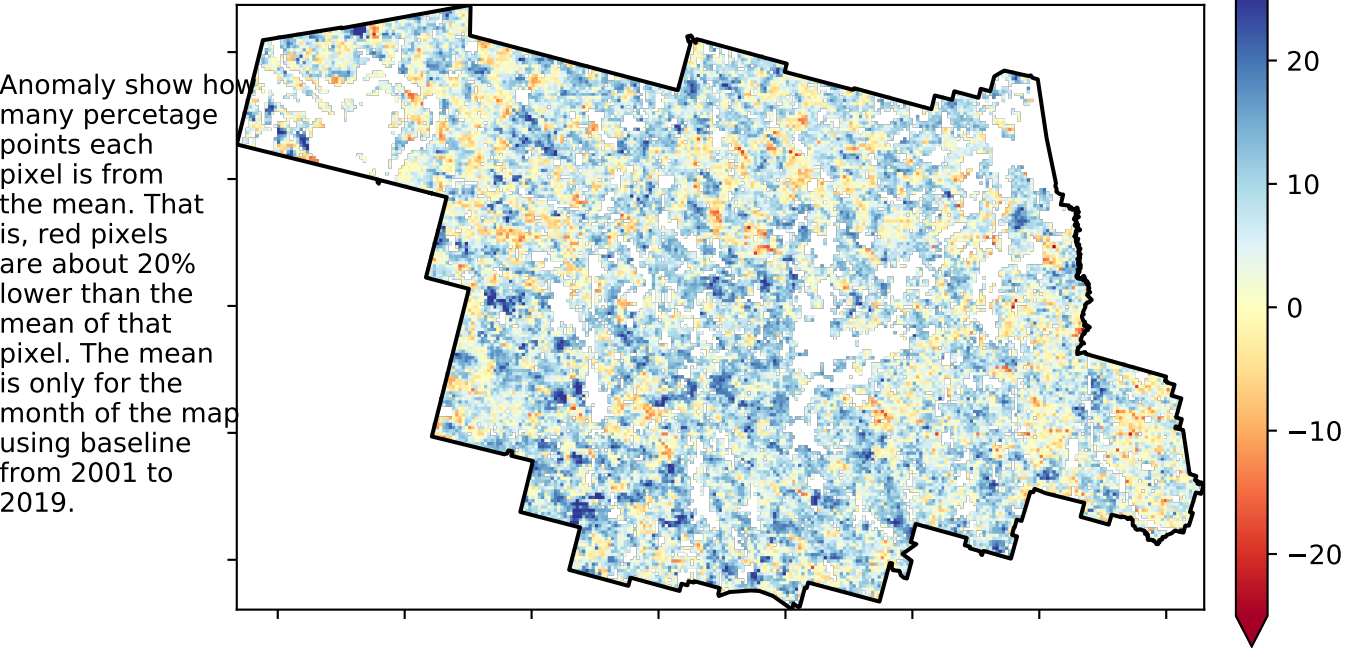 Anomaly show how
many percetage
points each
pixel is from
the mean. That
is, red pixels
are about 20%
lower than the
mean of that
pixel. The mean
is only for the
month of the map
using baseline
from 2001 to
2019.
20
10
0
−10
−20